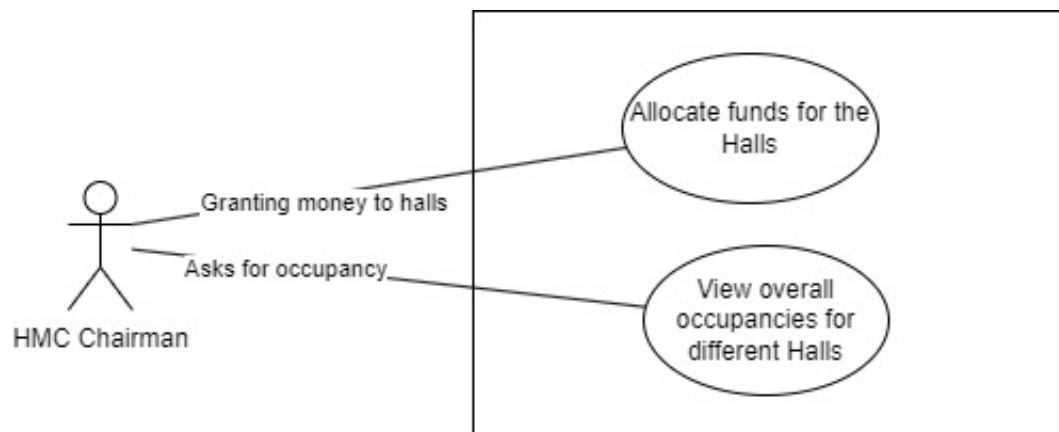 Allocate funds for the
Halls
Granting money to halls
Asks for occupancy
HMC Chairman
View overall
occupancies for
different Halls